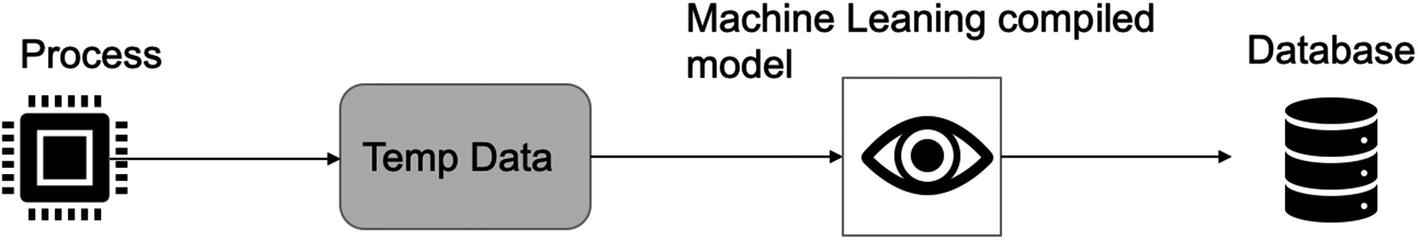 Process
Temp Data
Machine Leaning compiled
model
Database